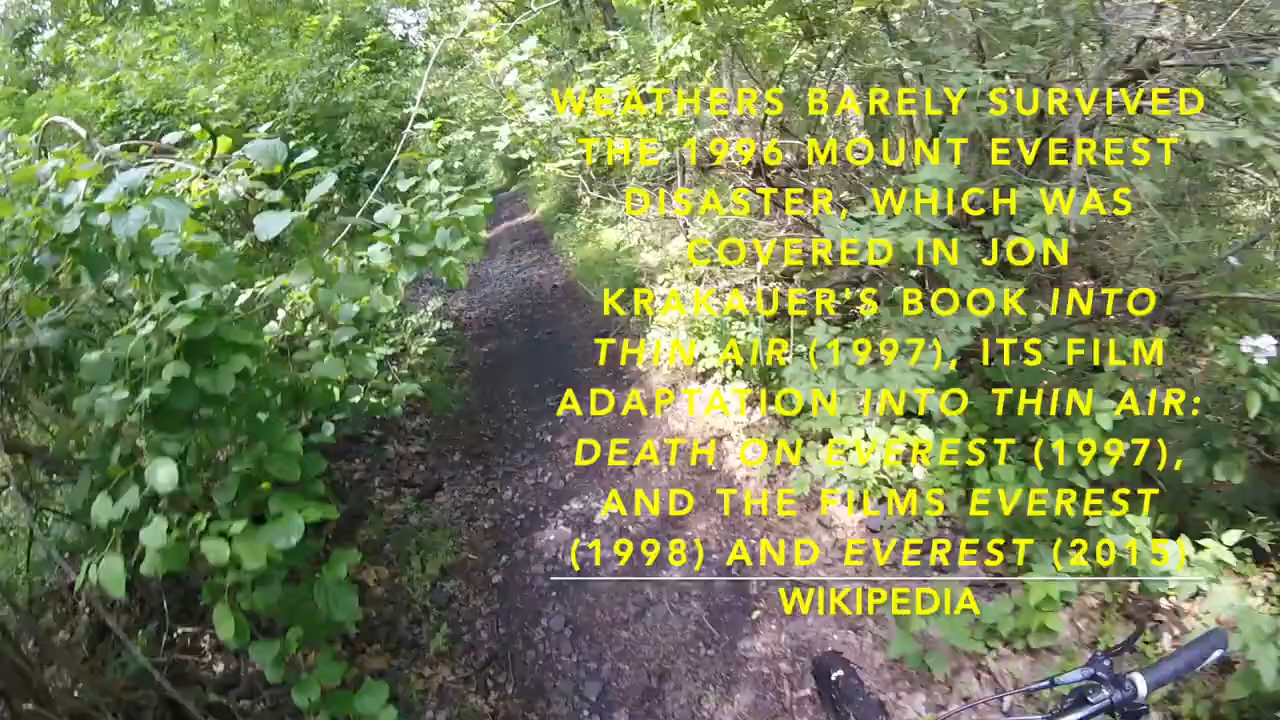 WEATHERS BARELY SURVIVED
THE 1996 MOUNT EVEREST
DISASTER, WHICH WAS
COVERED IN JON
KRAKAUER'S BOOK INTO
THIN AIR (1997), ITS FILM
ADAPTATION INTO THIN AIR:
DEATH ON EVEREST (1997),
AND THE FILMS EVEREST
(1998) AND EVEREST (2015)
WIKIPEDIA